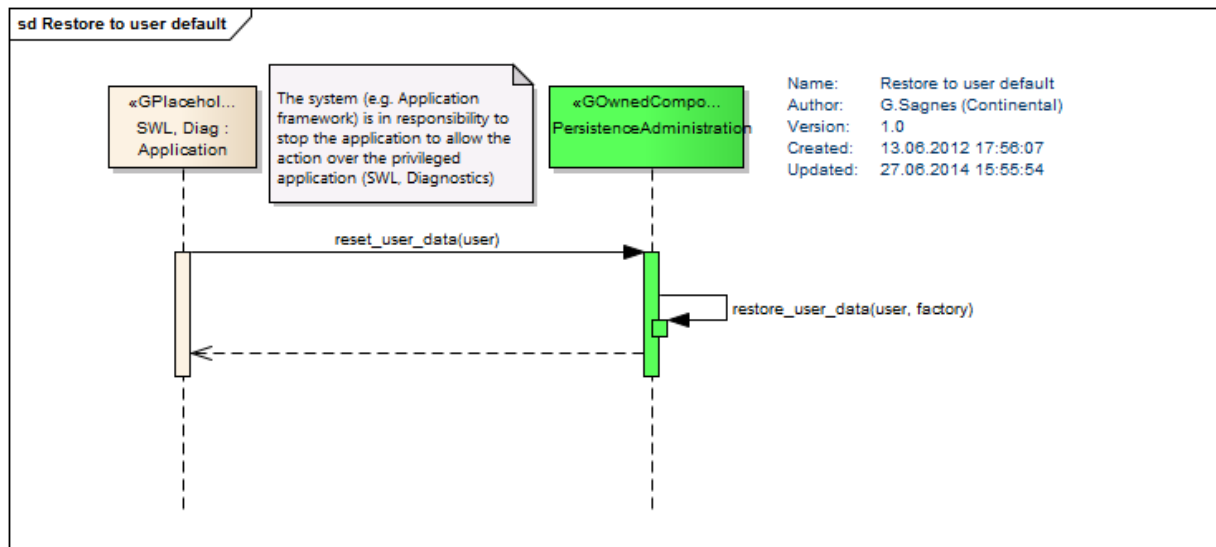 sd Restore to user default
«GPlacehol...
SWL, Diag :
Application
The system (e.g. Application
framework) is in responsibility to
stop the application to allow the
action over the privileged
application (SWL, Diagnostics)
«GOwnedCompo...
PersistenceAdministration
Name: Restore to user default
Author: G.Sagnes (Continental)
Version: 1.0
Created: 13.06.2012 17:56:07
Updated: 27.06.2014 15:55:54
reset_user_data(user)
restore_user_data(user, factory)